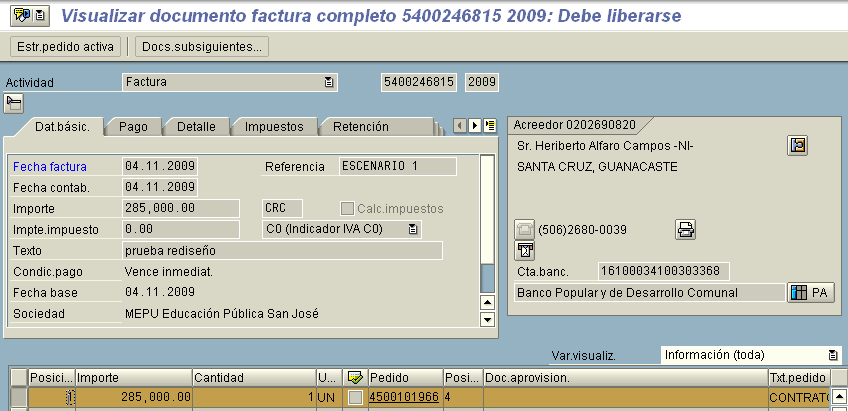 Visualizar documento factura completo 5400246815 2009: Debe liberarse
Estr.pedido activa Docs.subsiguientes...
Actividad Factura 5400246815 2009
Dat.básic. Pago Detalle Impuestos Retención
Fecha factura 04.11.2009 Referencia ESCENARIO 1
Fecha contab. 04.11.2009
Importe 285,000.00 CRC Calc.impuestos
Impte.impuesto 0.00 C0 (Indicador IVA C0)
Texto prueba rediseño
Condic.pago Vence inmediat.
Fecha base 04.11.2009
Sociedad MEPU Educación Pública San José
Acreedor 0202690820
Sr. Heriberto Alfaro Campos -NI-
SANTA CRUZ, GUANACASTE
(506)2680-0039
Cta.banc. 16100034100303368
Banco Popular y de Desarrollo Comunal PA
Var.visualiz. Información (toda)
Posici... Importe Cantidad U... Pedido Posi... Doc.aprovision. Txt.pedido
1 285,000.00 1 UN 4500101966 4 CONTRATO